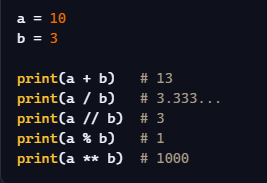 a = 10
b = 3

print(a + b)   # 13
print(a / b)   # 3.333...
print(a // b)  # 3
print(a % b)   # 1
print(a ** b)  # 1000